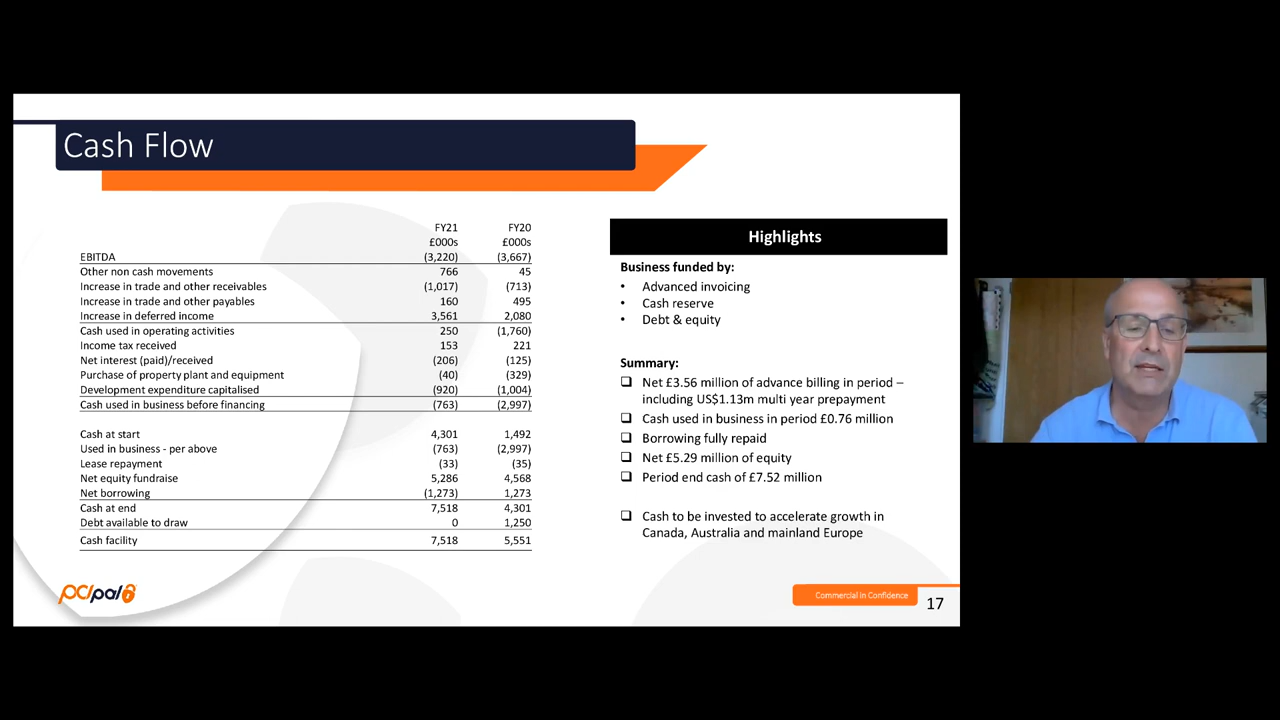 Cash Flow
FY21 FY20
£000s £000s
EBITDA (3,220) (3,667)
Other non cash movements 766 45
Increase in trade and other receivables (1,017) (713)
Increase in trade and other payables 160 495
Increase in deferred income 3,561 2,080
Cash used in operating activities 250 (1,760)
Income tax received 153 221
Net interest (paid)/received (206) (125)
Purchase of property plant and equipment (40) (329)
Development expenditure capitalised (920) (1,004)
Cash used in business before financing (763) (2,997)
Cash at start 4,301 1,492
Used in business - per above (763) (2,997)
Lease repayment (33) (35)
Net equity fundraise 5,286 4,568
Net borrowing (1,273) 1,273
Cash at end 7,518 4,301
Debt available to draw 0 1,250
Cash facility 7,518 5,551
Highlights
Business funded by:
• Advanced invoicing
• Cash reserve
• Debt & equity
Summary:
❑ Net £3.56 million of advance billing in period –
including US$1.13m multi year prepayment
❑ Cash used in business in period £0.76 million
❑ Borrowing fully repaid
❑ Net £5.29 million of equity
❑ Period end cash of £7.52 million
❑ Cash to be invested to accelerate growth in
Canada, Australia and mainland Europe
pcipal
Commercial in Confidence
17